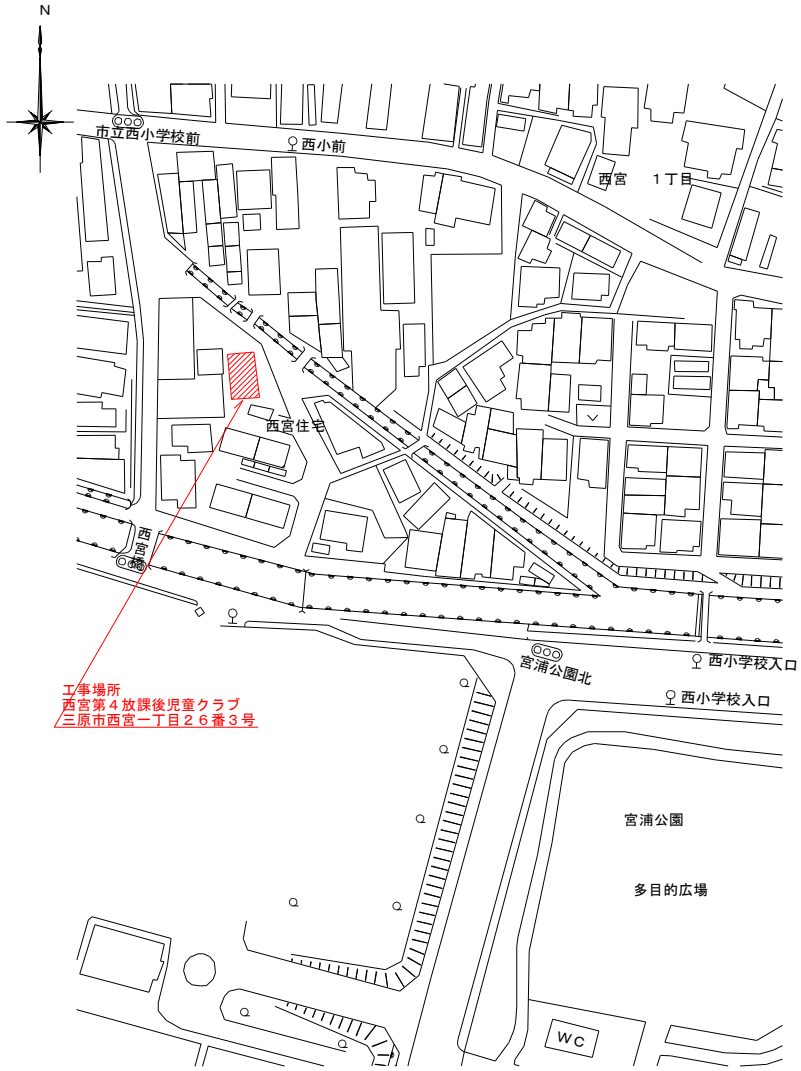 N
市立西小学校前
西小前
西宮 1丁目
西宮住宅
西宮橋
工事場所
西宮第4放課後児童クラブ
三原市西宮一丁目26番3号
宮浦公園北
西小学校入口
西小学校入口
宮浦公園
多目的広場
WC